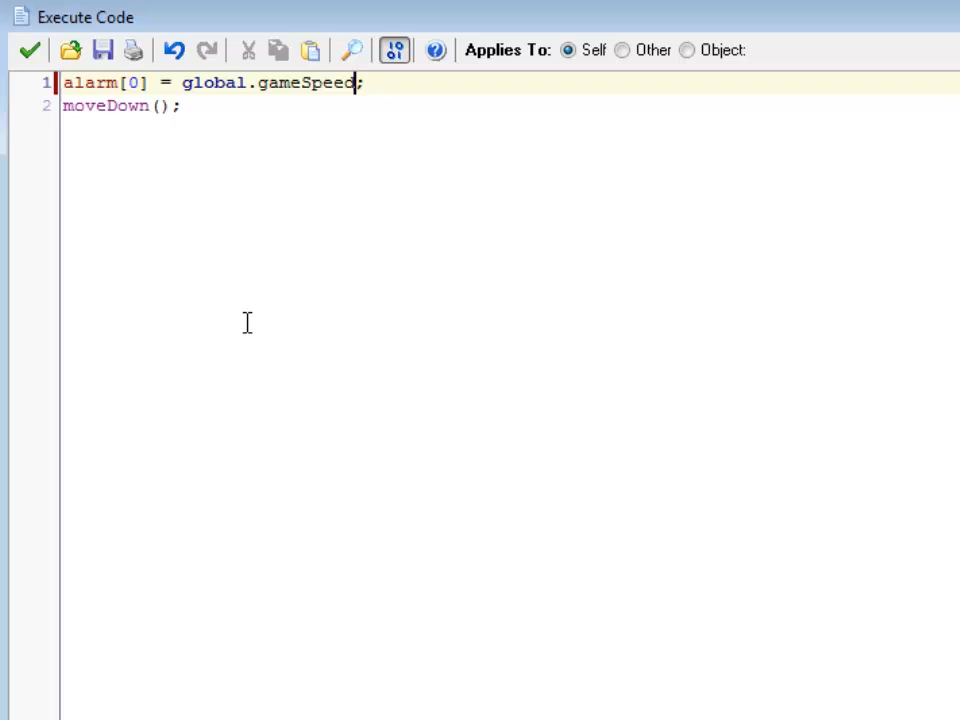 Execute Code
Applies To: Self Other Object:
1 alarm[0] = global.gameSpeed;
2 moveDown();